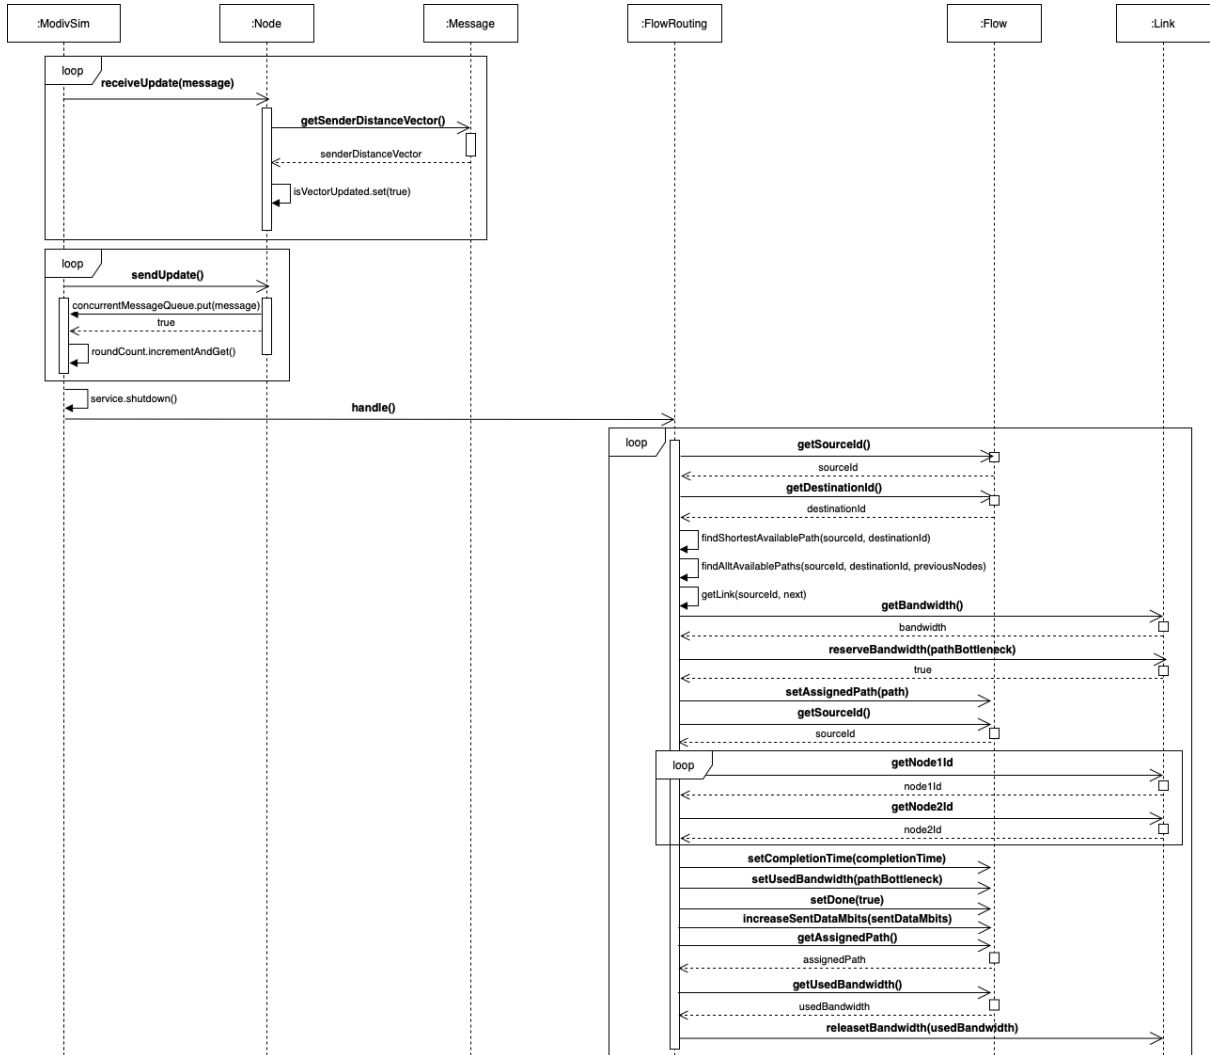 :ModivSim
:Node
:Message
:FlowRouting
:Flow
:Link
loop
receiveUpdate(message)
getSenderDistanceVector()
senderDistanceVector
isVectorUpdated.set(true)
loop
sendUpdate()
concurrentMessageQueue.put(message)
true
roundCount.incrementAndGet()
service.shutdown()
handle()
loop
getSourceId()
sourceId
getDestinationId()
destinationId
findShortestAvailablePath(sourceId, destinationId)
findAlltAvailablePaths(sourceId, destinationId, previousNodes)
getLink(sourceId, next)
getBandwidth()
bandwidth
reserveBandwidth(pathBottleneck)
true
setAssignedPath(path)
getSourceId()
sourceId
loop
getNode1Id
node1Id
getNode2Id
node2Id
setCompletionTime(completionTime)
setUsedBandwidth(pathBottleneck)
setDone(true)
increaseSentDataMbits(sentDataMbits)
getAssignedPath()
assignedPath
getUsedBandwidth()
usedBandwidth
releasetBandwidth(usedBandwidth)